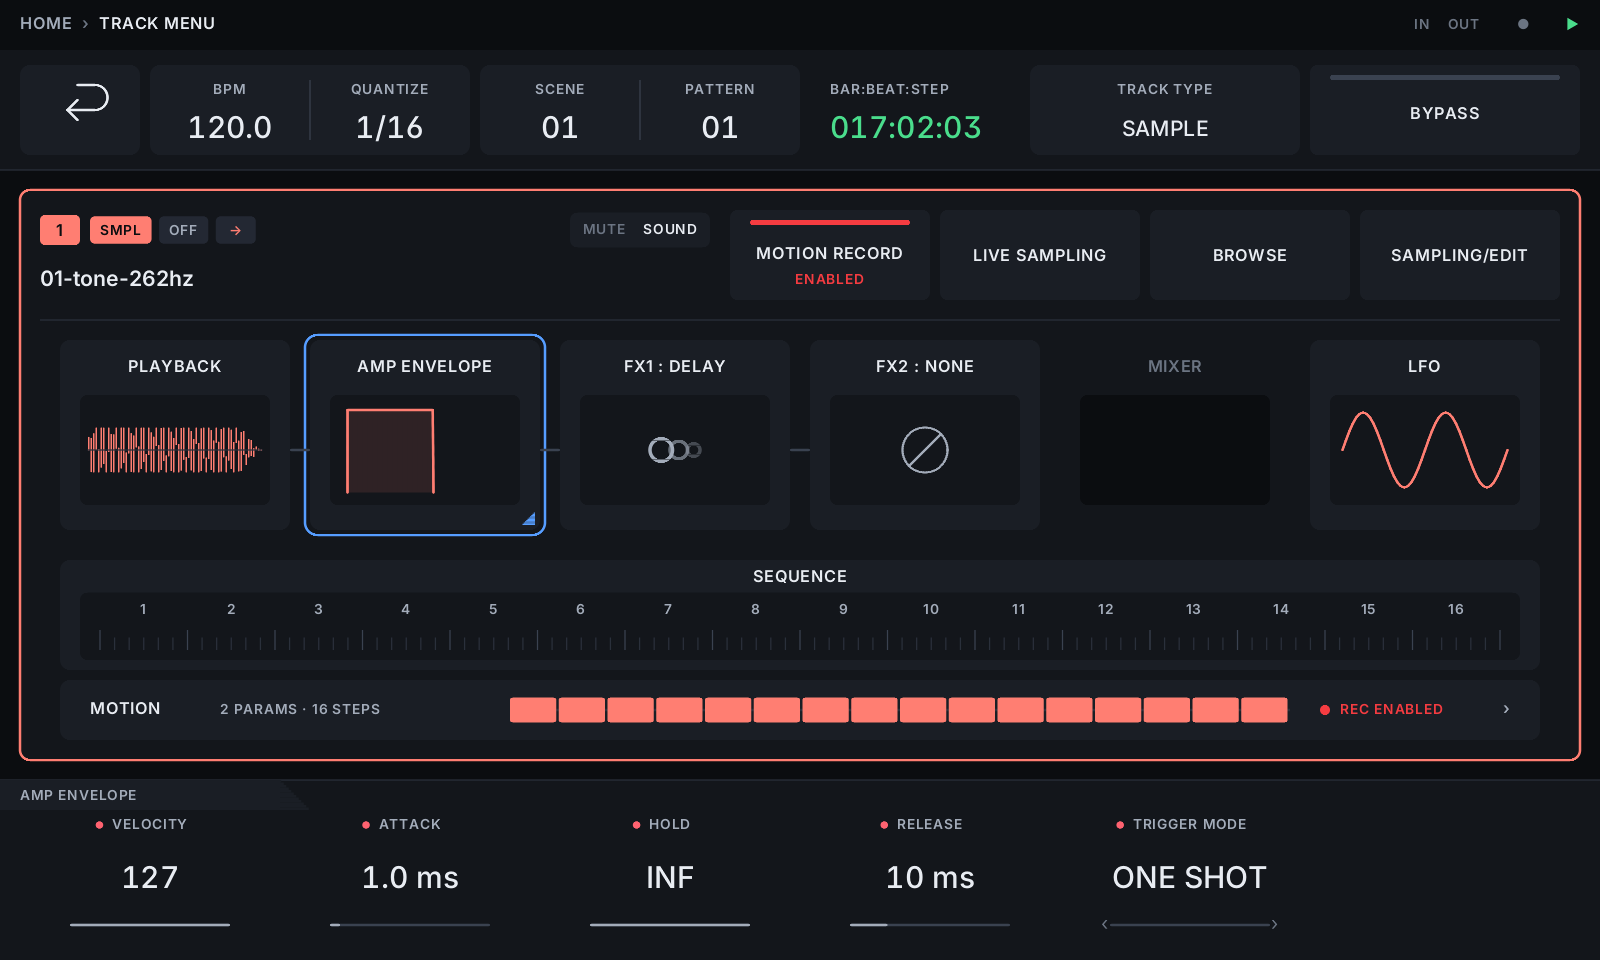 HOME › TRACK MENU
IN OUT
BPM QUANTIZE SCENE PATTERN BAR:BEAT:STEP TRACK TYPE
120.0 1/16 01 01 017:02:03 SAMPLE BYPASS
1 SMPL OFF → MUTE SOUND
MOTION RECORD LIVE SAMPLING BROWSE SAMPLING/EDIT
ENABLED
01-tone-262hz
PLAYBACK AMP ENVELOPE FX1 : DELAY FX2 : NONE MIXER LFO
SEQUENCE
1 2 3 4 5 6 7 8 9 10 11 12 13 14 15 16
MOTION 2 PARAMS · 16 STEPS REC ENABLED ›
AMP ENVELOPE
VELOCITY ATTACK HOLD RELEASE TRIGGER MODE
127 1.0 ms INF 10 ms ONE SHOT
‹ ›